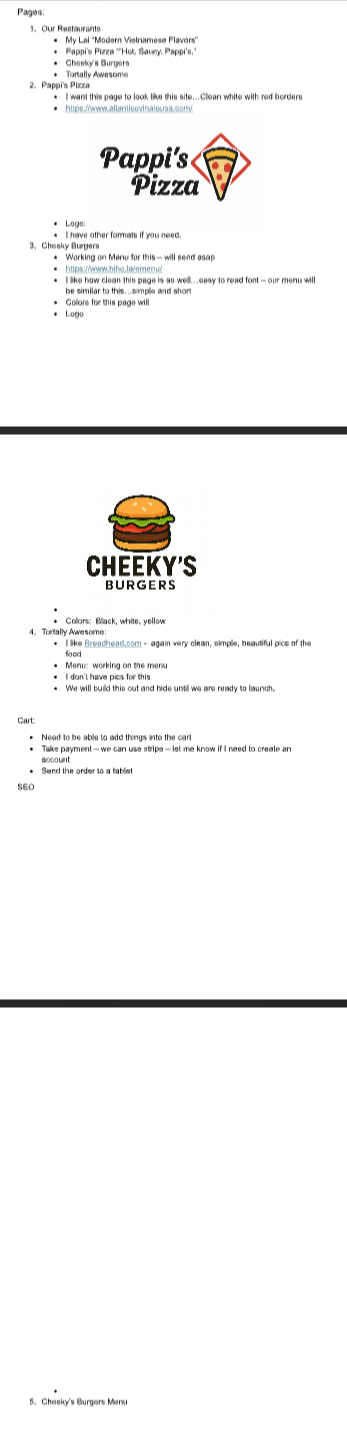 Pages:
1. Our Restaurants
• My Lai "Modern Vietnamese Flavors"
• Pappi's Pizza ""Hot, Saucy, Pappi's."
• Cheeky's Burgers
• Tortally Awesome
2. Pappi's Pizza
• I want this page to look like this site…Clean white with red borders
• https://www.atlanticovinaiousa.com/
Pappi's
Pizza
• Logo:
• I have other formats if you need.
3. Cheeky Burgers
• Working on Menu for this – will send asap
• https://www.hiho.la/emenu/
• I like how clean this page is as well…easy to read font – our menu will
be similar to this…simple and short
• Colors for this page will
• Logo
CHEEKY'S
BURGERS
•
• Colors: Black, white, yellow
4. Tortally Awesome:
• I like Breadhead.com - again very clean, simple, beautiful pics of the
food
• Menu: working on the menu
• I don't have pics for this
• We will build this out and hide until we are ready to launch.
Cart:
• Need to be able to add things into the cart
• Take payment – we can use stripe – let me know if I need to create an
account
• Send the order to a tablet
SEO
•
5. Cheeky's Burgers Menu